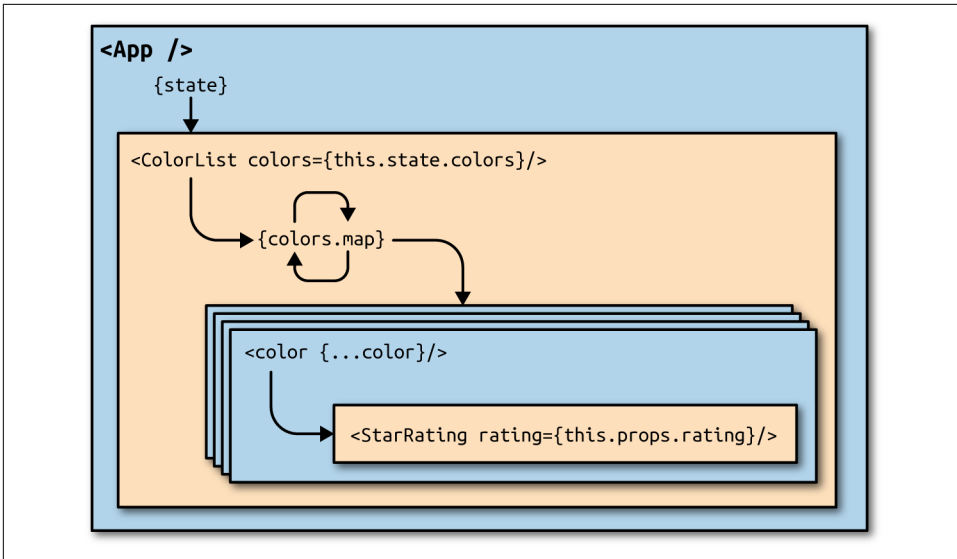 <App />
{state}
<ColorList colors={this.state.colors}/>
{colors.map}
<color {...color}/>
<StarRating rating={this.props.rating}/>